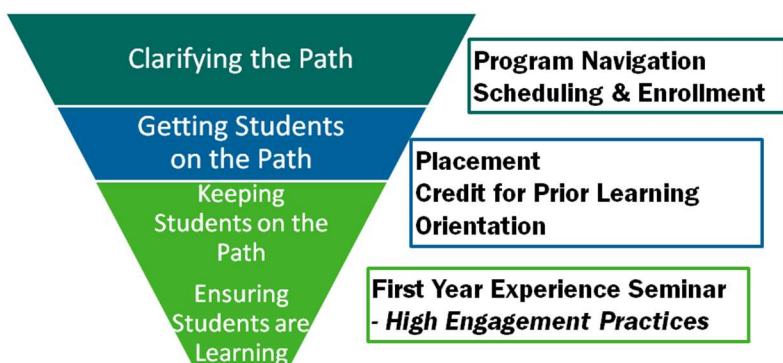 Clarifying the Path
Program Navigation
Scheduling & Enrollment
Getting Students
on the Path
Placement
Credit for Prior Learning
Orientation
Keeping
Students on the
Path
Ensuring
Students are
Learning
First Year Experience Seminar
- High Engagement Practices